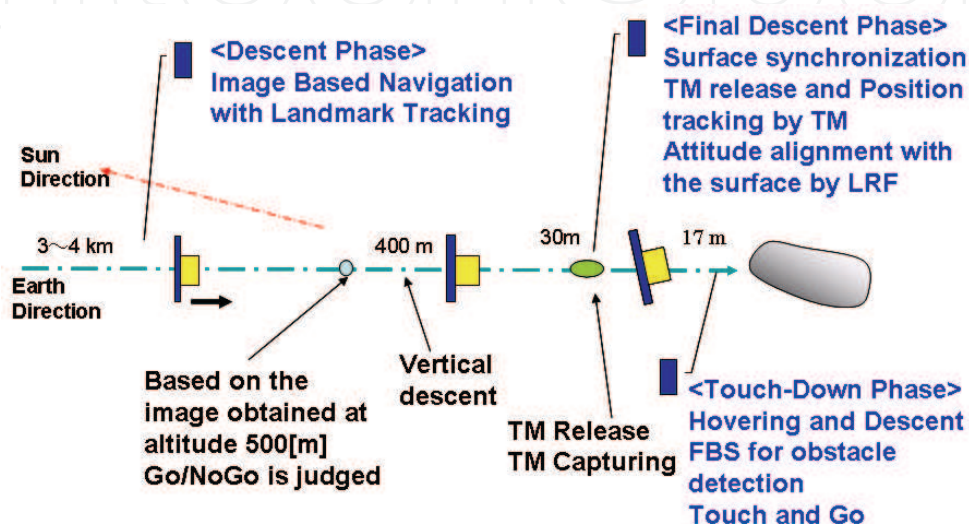 <Descent Phase>
Image Based Navigation
with Landmark Tracking
<Final Descent Phase>
Surface synchronization
TM release and Position
tracking by TM
Attitude alignment with
the surface by LRF
Sun
Direction
3~4 km
400 m
30m
17 m
Earth
Direction
Based on the
image obtained at
altitude 500[m]
Go/NoGo is judged
Vertical
descent
TM Release
TM Capturing
<Touch-Down Phase>
Hovering and Descent
FBS for obstacle
detection
Touch and Go